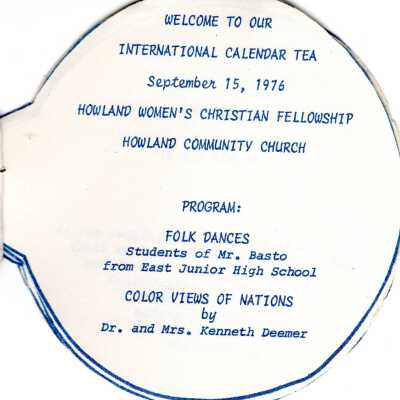 WELCOME TO OUR
INTERNATIONAL CALENDAR TEA
September 15, 1976
HOWLAND WOMEN'S CHRISTIAN FELLOWSHIP
HOWLAND COMMUNITY CHURCH
PROGRAM:
FOLK DANCES
Students of Mr. Basto
from East Junior High School
COLOR VIEWS OF NATIONS
by
Dr. and Mrs. Kenneth Deemer